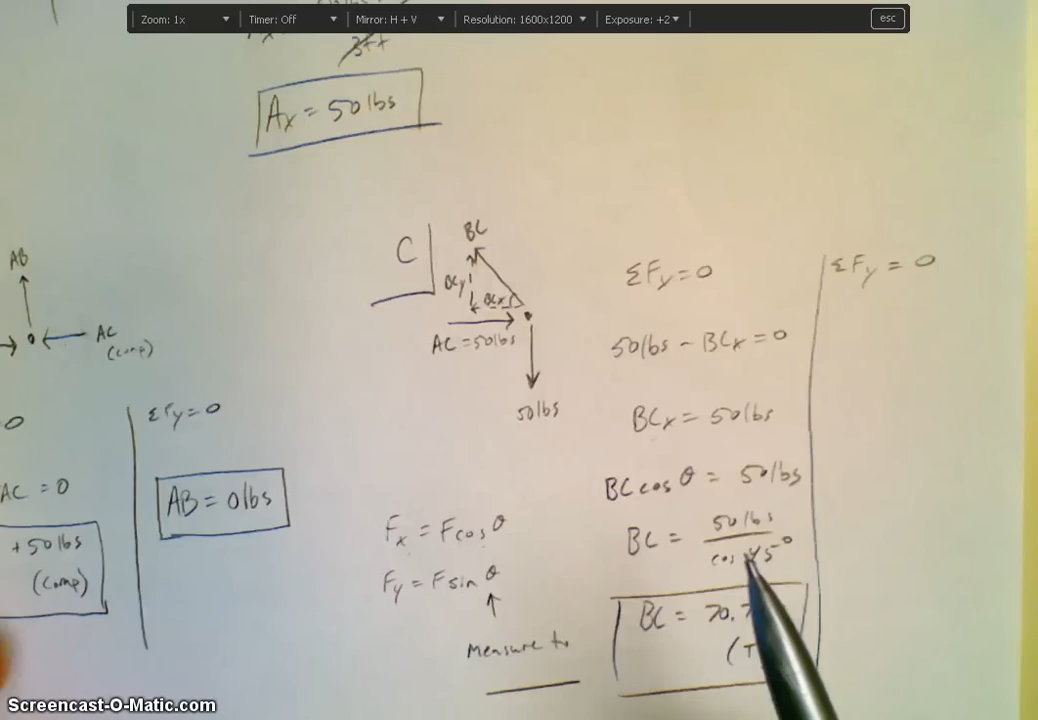 Zoom: 1x Timer: Off Mirror: H + V Resolution: 1600x1200 Exposure: +2 esc
3ft
Ax = 50 lbs
AB
AC
(comp)
C
BC
AC = 50 lbs
50 lbs
ΣFy = 0
AB = 0 lbs
0
AC = 0
+50 lbs
(comp)
Fx = F cos θ
Fy = F sin θ
Measure to
ΣFx = 0
50 lbs - BCx = 0
BCx = 50 lbs
BC cos θ = 50 lbs
BC = 50 lbs
cos 45°
BC = 70.7
(T
ΣFy = 0
Screencast-O-Matic.com